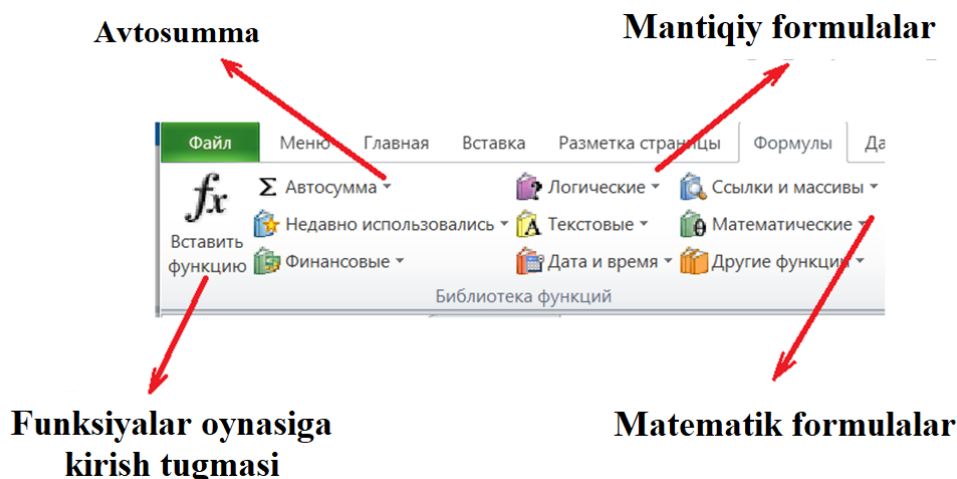 Avtosumma
Mantiqiy formulalar
Файл Меню Главная Вставка Разметка страницы Формулы Да
fx
Σ Автосумма
Логические
Ссылки и массивы
Недавно использовались
Текстовые
Математические
Вставить
функцию
Финансовые
Дата и время
Другие функции
Библиотека функций
Funksiyalar oynasiga
kirish tugmasi
Matematik formulalar